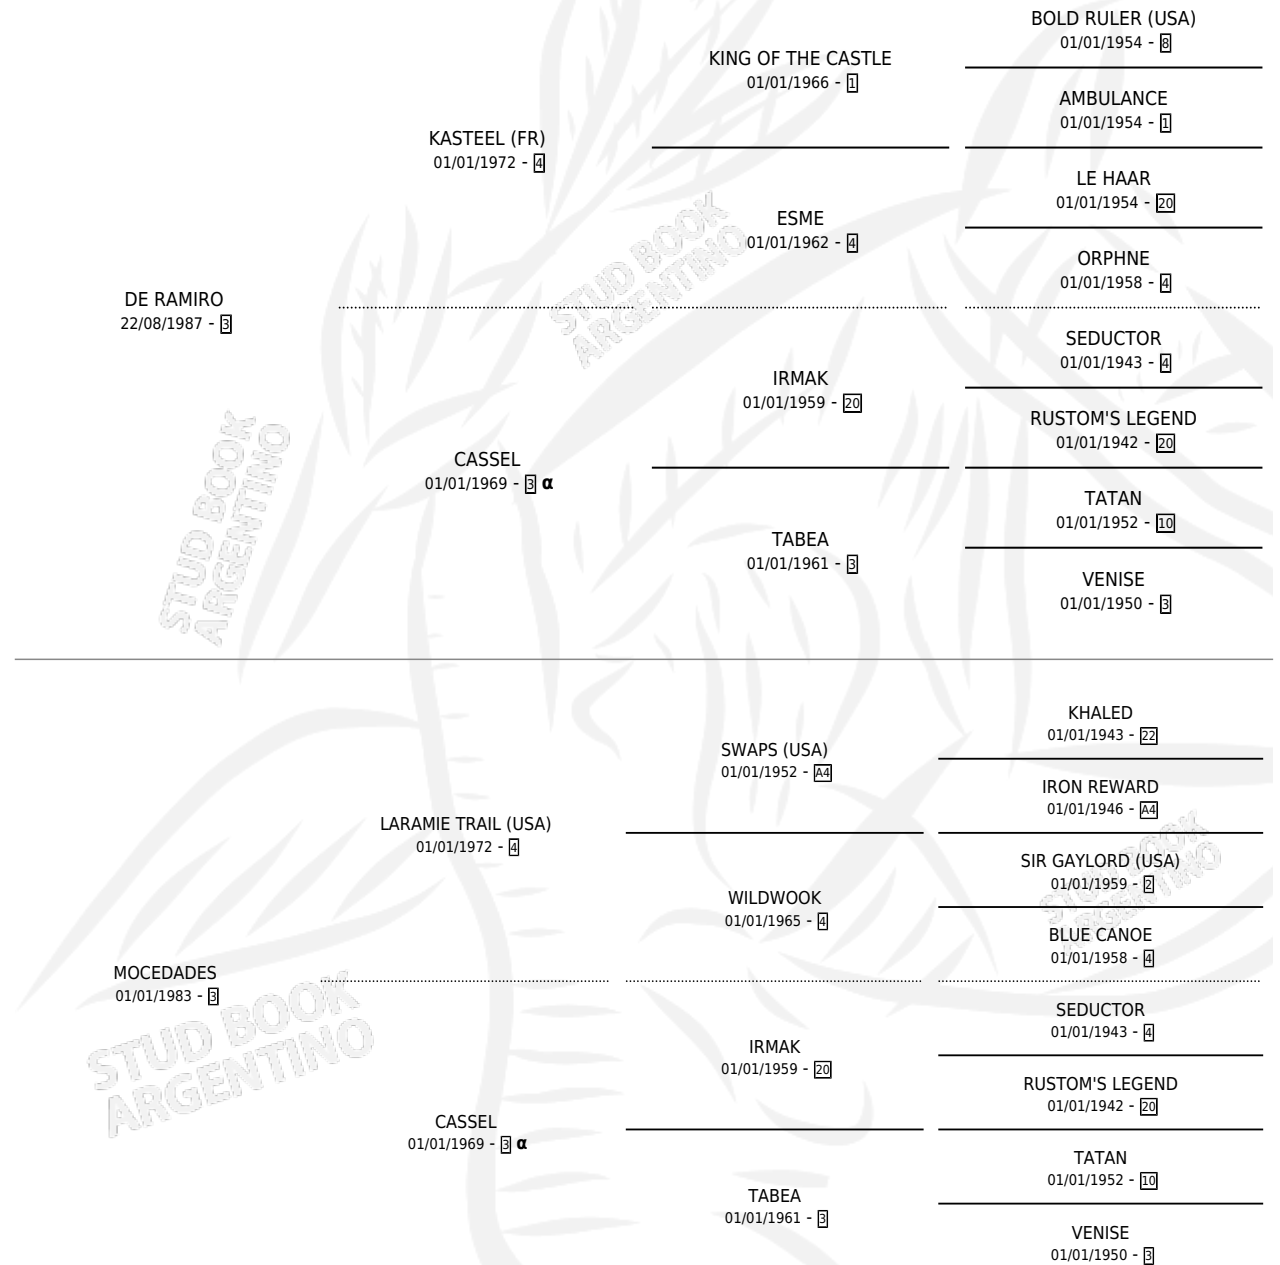 BOLD RULER (USA)
01/01/1954 - 8
KING OF THE CASTLE
01/01/1966 - 1
AMBULANCE
01/01/1954 - 1
KASTEEL (FR)
01/01/1972 - 4
LE HAAR
01/01/1954 - 20
ESME
01/01/1962 - 4
ORPHNE
01/01/1958 - 4
DE RAMIRO
22/08/1987 - 3
SEDUCTOR
01/01/1943 - 4
IRMAK
01/01/1959 - 20
RUSTOM'S LEGEND
01/01/1942 - 20
CASSEL
01/01/1969 - 3 α
TATAN
01/01/1952 - 10
TABEA
01/01/1961 - 3
VENISE
01/01/1950 - 3
STUD BOOK
ARGENTINO
STUD BOOK
ARGENTINO
KHALED
01/01/1943 - 22
SWAPS (USA)
01/01/1952 - A4
IRON REWARD
01/01/1946 - A4
LARAMIE TRAIL (USA)
01/01/1972 - 4
SIR GAYLORD (USA)
01/01/1959 - 2
WILDWOOK
01/01/1965 - 4
BLUE CANOE
01/01/1958 - 4
MOCEDADES
01/01/1983 - 3
SEDUCTOR
01/01/1943 - 4
IRMAK
01/01/1959 - 20
RUSTOM'S LEGEND
01/01/1942 - 20
CASSEL
01/01/1969 - 3 α
TATAN
01/01/1952 - 10
TABEA
01/01/1961 - 3
VENISE
01/01/1950 - 3
STUD BOOK
ARGENTINO
STUD BOOK
ARGENTINO